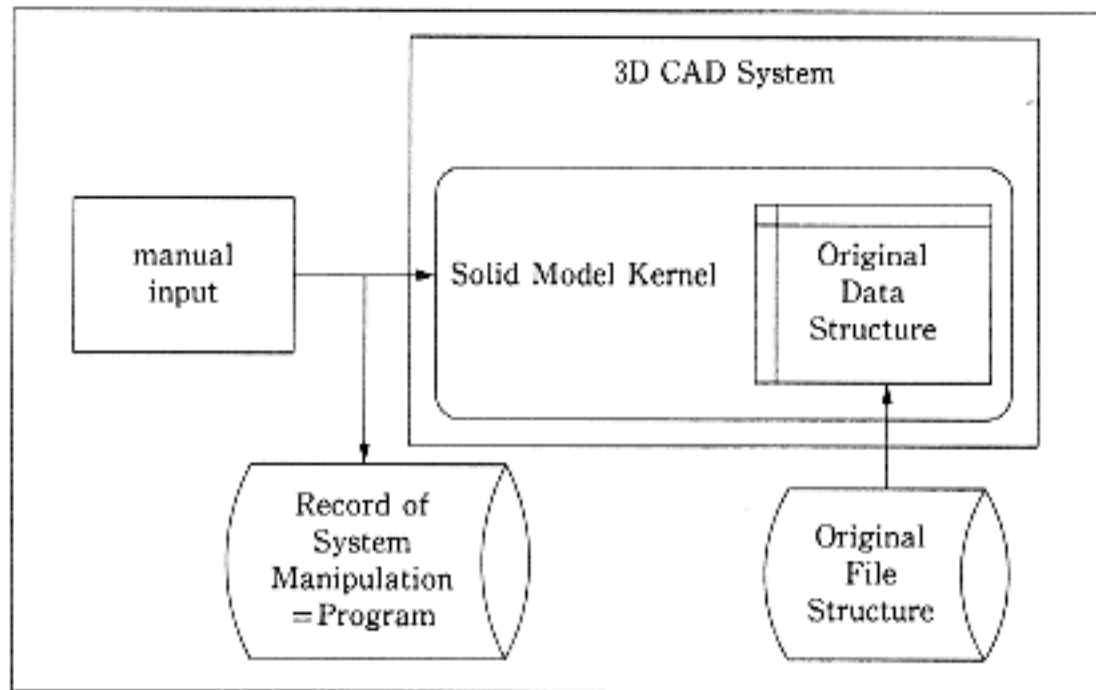 3D CAD System
manual
input
Solid Model Kernel
Original
Data
Structure
Record of
System
Manipulation
=Program
Original
File
Structure